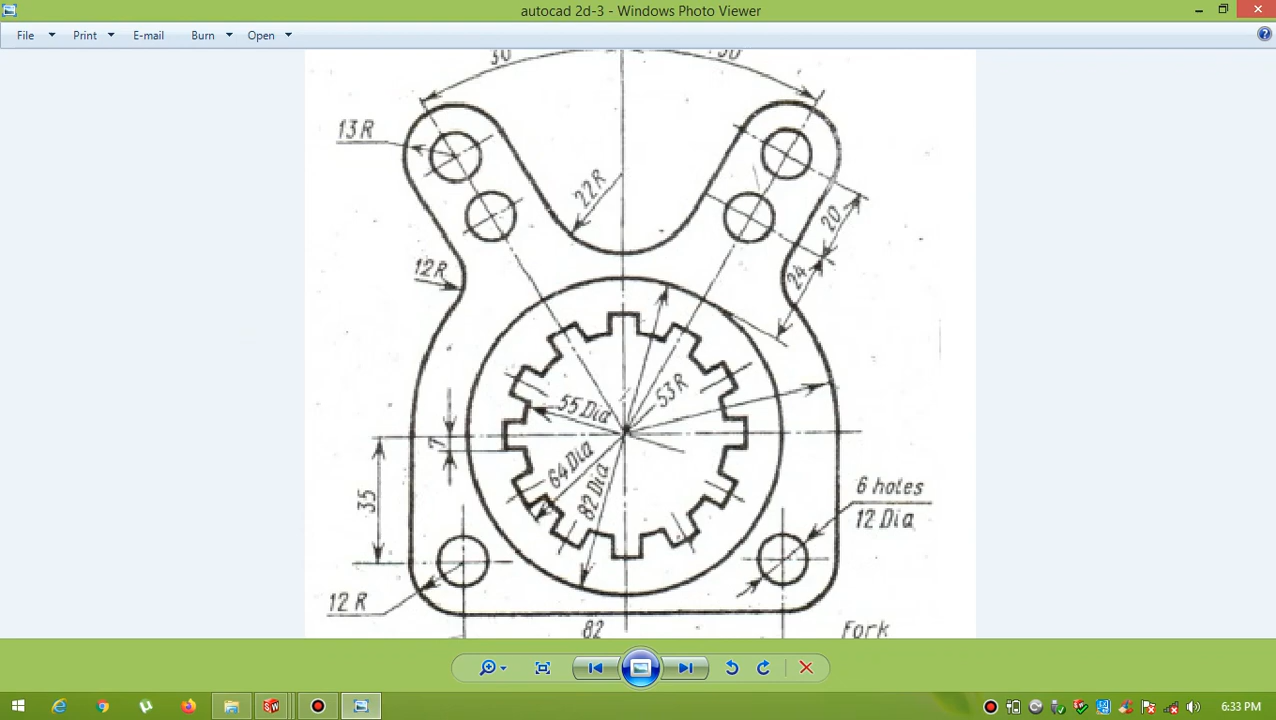 autocad 2d-3 - Windows Photo Viewer
File Print E-mail Burn Open
30 30
13 R
22 R
20
12 R
24
53 R
55 Dia
7
64 Dia
82 Dia
6 holes
12 Dia
35
12 R
82
Fork
6:33 PM